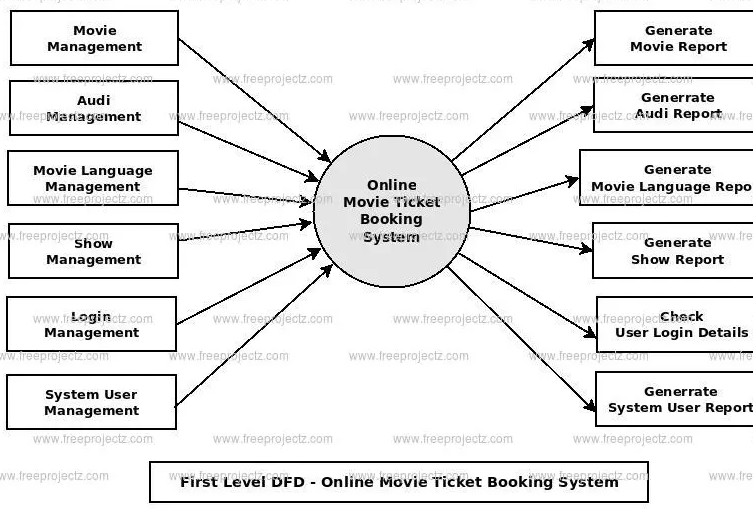 Movie
Management
Audi
Management
Movie Language
Management
Show
Management
Login
Management
System User
Management
Online
Movie Ticket
Booking
System
Generate
Movie Report
Generrate
Audi Report
Generate
Movie Language Repo
Generate
Show Report
Check
User Login Details
Generrate
System User Report
First Level DFD - Online Movie Ticket Booking System
www.freeprojectz.com